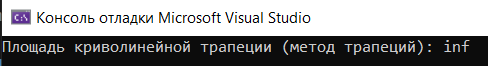 Консоль отладки Microsoft Visual Studio
Площадь криволинейной трапеции (метод трапеций): inf